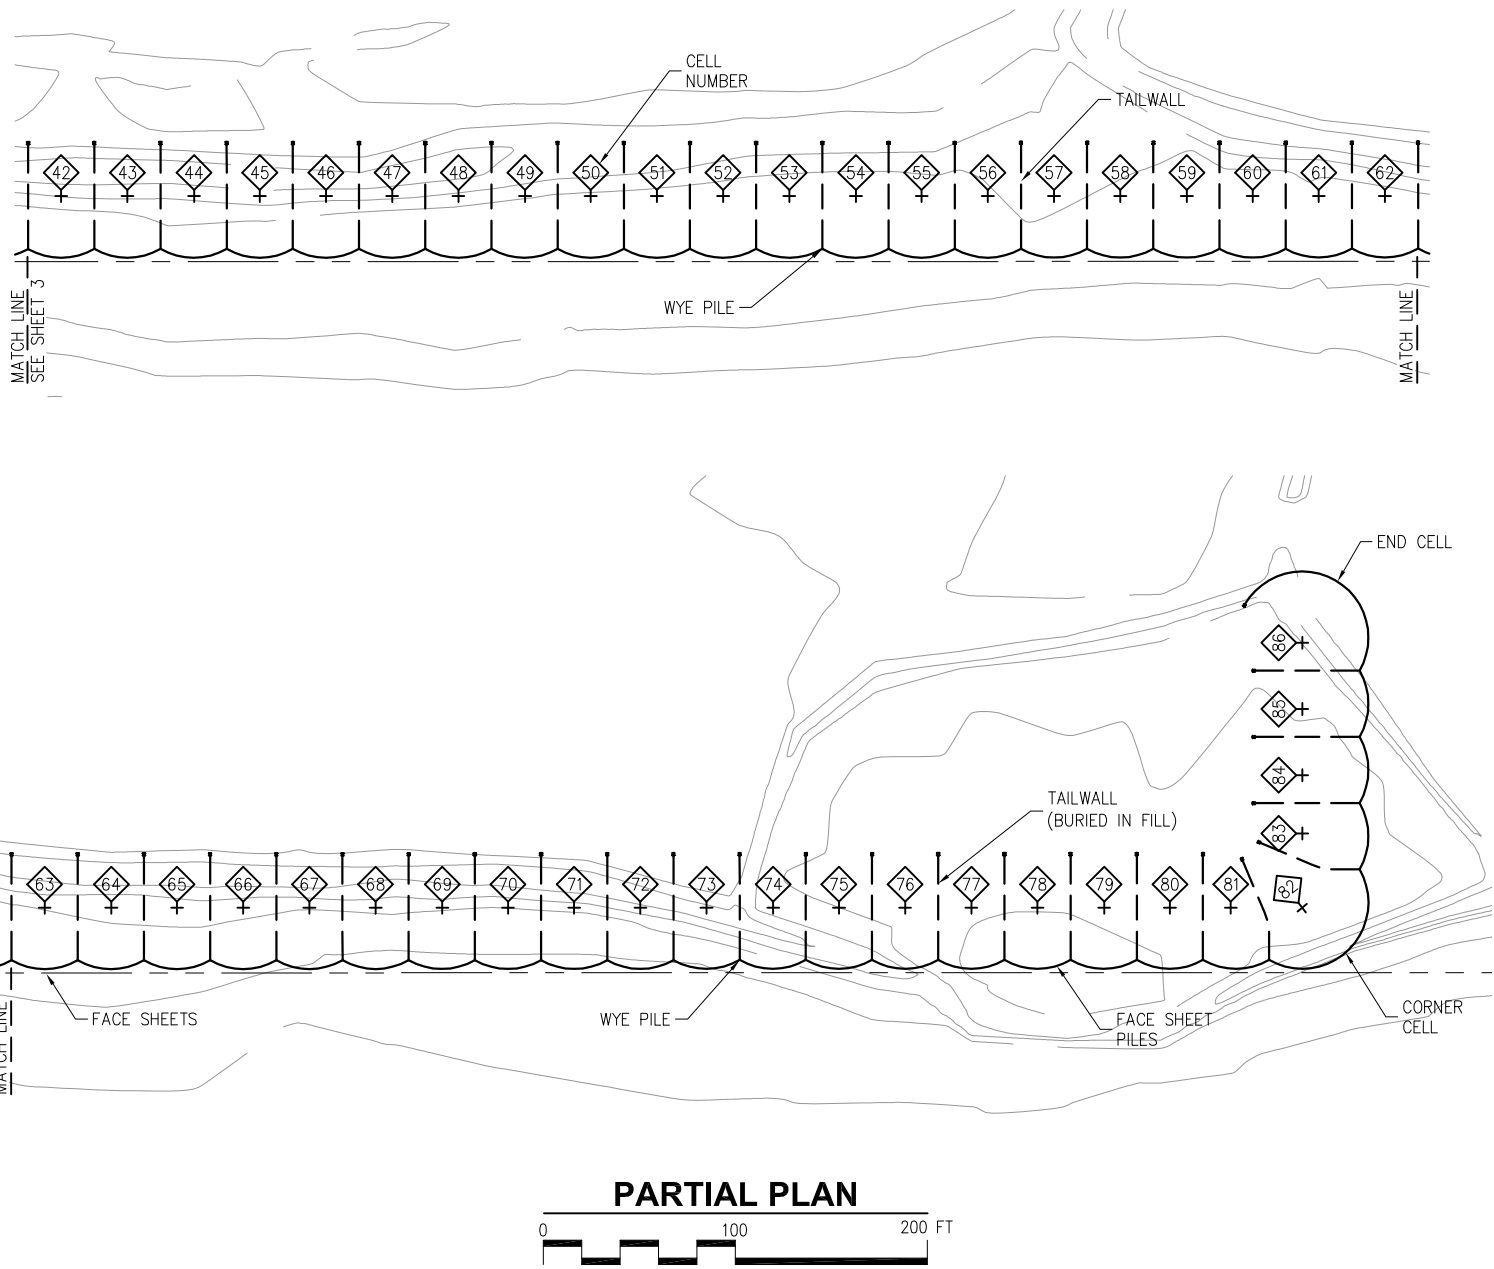 CELL
NUMBER
TAILWALL
42 43 44 45 46 47 48 49 50 51 52 53 54 55 56 57 58 59 60 61 62
WYE PILE
MATCH LINE
SEE SHEET 3
MATCH LINE
END CELL
86
85
84
83
TAILWALL
(BURIED IN FILL)
63 64 65 66 67 68 69 70 71 72 73 74 75 76 77 78 79 80 81 82
MATCH LINE
FACE SHEETS
WYE PILE
FACE SHEET
PILES
CORNER
CELL
PARTIAL PLAN
0 100 200 FT